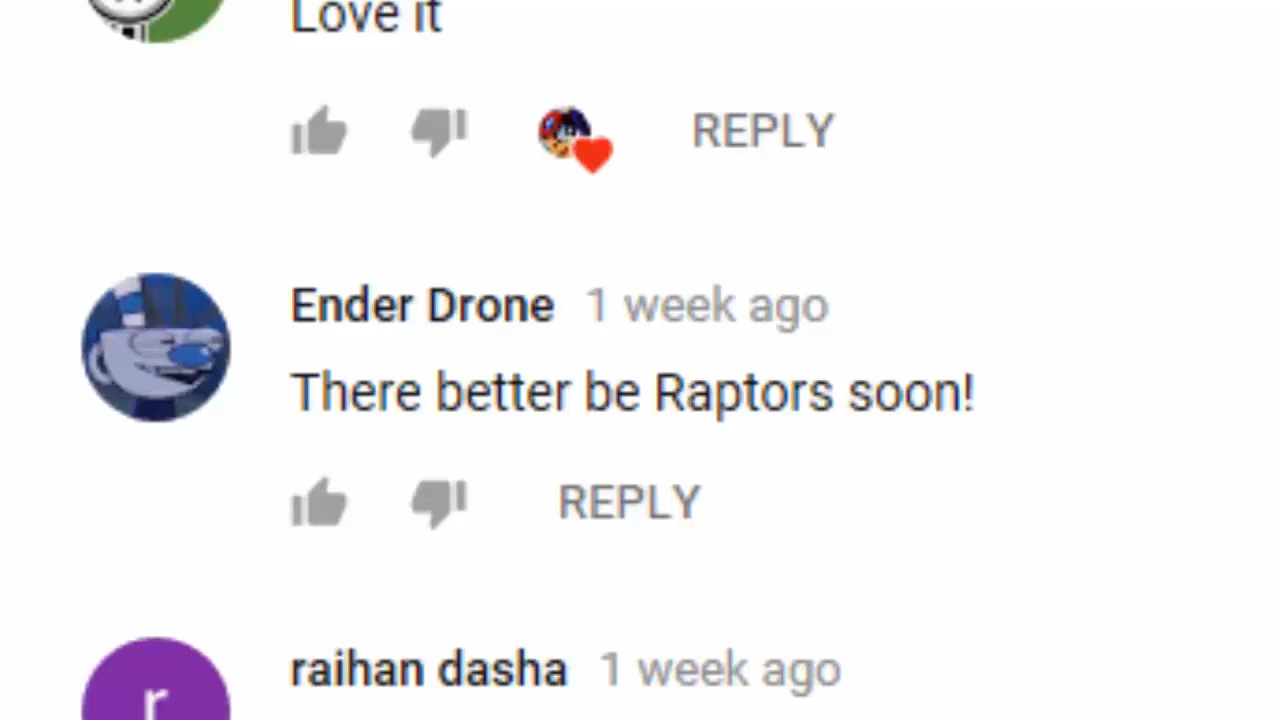 Love it
REPLY
Ender Drone 1 week ago
There better be Raptors soon!
REPLY
r
raihan dasha 1 week ago